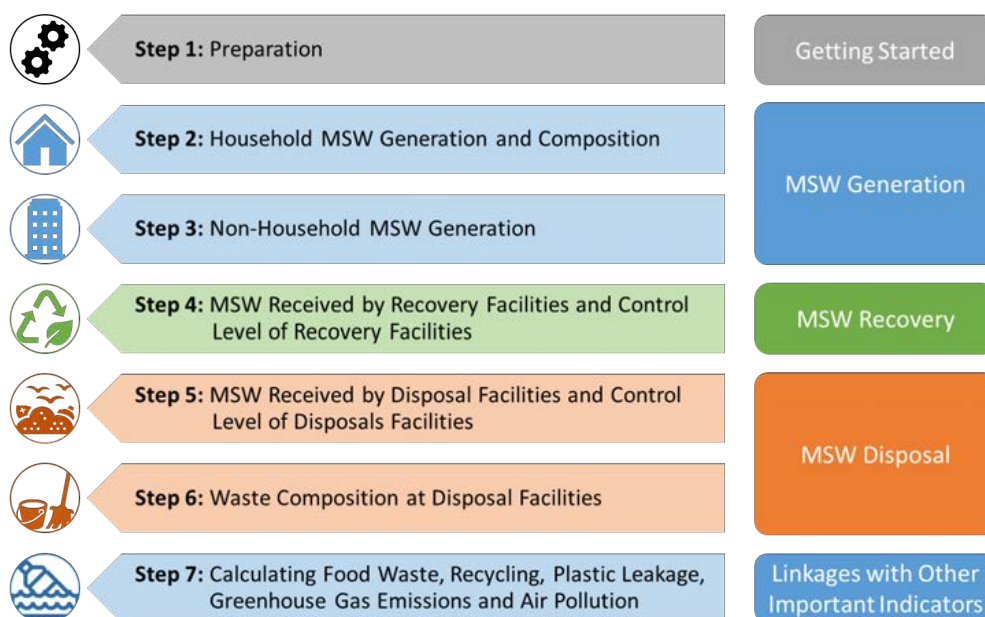 Step 1: Preparation
Getting Started
Step 2: Household MSW Generation and Composition
MSW Generation
Step 3: Non-Household MSW Generation
Step 4: MSW Received by Recovery Facilities and Control
Level of Recovery Facilities
MSW Recovery
Step 5: MSW Received by Disposal Facilities and Control
Level of Disposals Facilities
MSW Disposal
Step 6: Waste Composition at Disposal Facilities
Step 7: Calculating Food Waste, Recycling, Plastic Leakage,
Greenhouse Gas Emissions and Air Pollution
Linkages with Other
Important Indicators